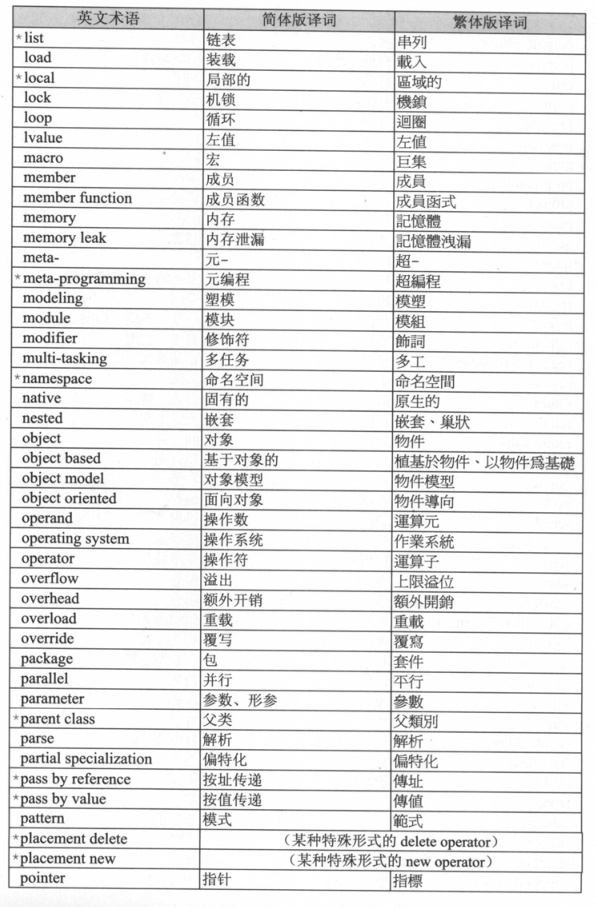 英文术语 简体版译词 繁体版译词
*list 链表 串列
load 装载 載入
*local 局部的 區域的
lock 机锁 機鎖
loop 循环 迴圈
lvalue 左值 左值
macro 宏 巨集
member 成员 成員
member function 成员函数 成員函式
memory 内存 記憶體
memory leak 内存泄漏 記憶體洩漏
meta- 元- 超-
*meta-programming 元编程 超編程
modeling 塑模 模塑
module 模块 模組
modifier 修饰符 飾詞
multi-tasking 多任务 多工
*namespace 命名空间 命名空間
native 固有的 原生的
nested 嵌套 嵌套、巢狀
object 对象 物件
object based 基于对象的 植基於物件、以物件爲基礎
object model 对象模型 物件模型
object oriented 面向对象 物件導向
operand 操作数 運算元
operating system 操作系统 作業系統
operator 操作符 運算子
overflow 溢出 上限溢位
overhead 额外开销 額外開銷
overload 重载 重載
override 覆写 覆寫
package 包 套件
parallel 并行 平行
parameter 参数、形参 參數
*parent class 父类 父類別
parse 解析 解析
partial specialization 偏特化 偏特化
*pass by reference 按址传递 傳址
*pass by value 按值传递 傳值
pattern 模式 範式
*placement delete （某种特殊形式的 delete operator）
*placement new （某种特殊形式的 new operator）
pointer 指针 指標